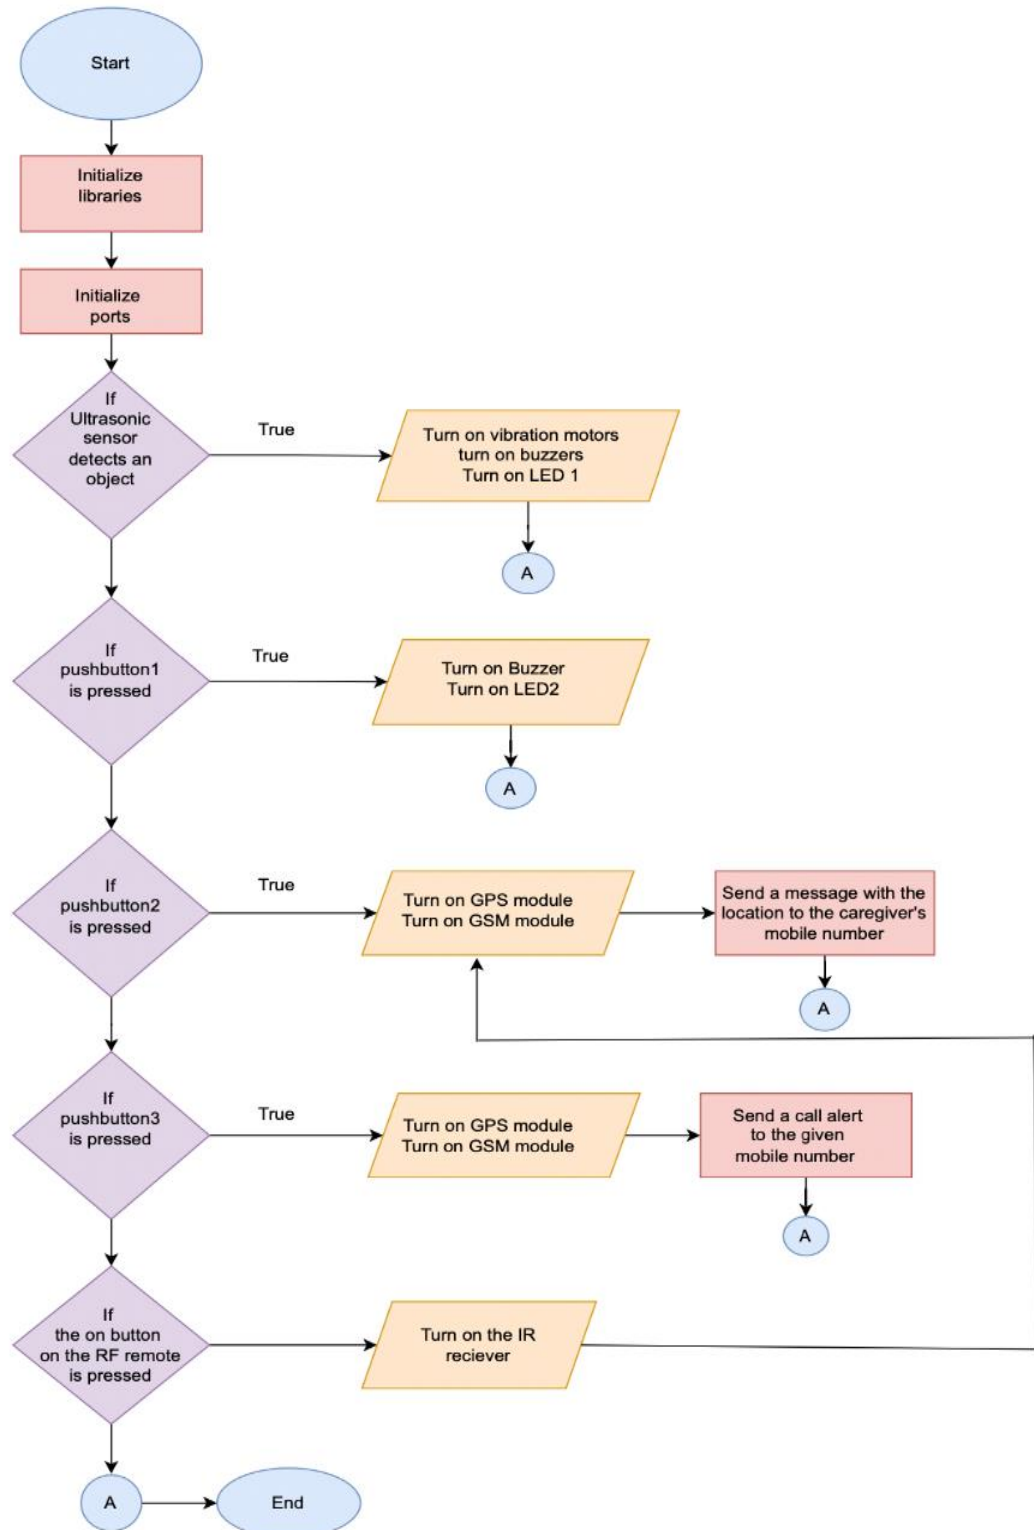 Start
Initialize
libraries
Initialize
ports
If
Ultrasonic
sensor
detects an
object
True
Turn on vibration motors
turn on buzzers
Turn on LED 1
A
If
pushbutton1
is pressed
True
Turn on Buzzer
Turn on LED2
A
If
pushbutton2
is pressed
True
Turn on GPS module
Turn on GSM module
Send a message with the
location to the caregiver's
mobile number
A
If
pushbutton3
is pressed
True
Turn on GPS module
Turn on GSM module
Send a call alert
to the given
mobile number
A
If
the on button
on the RF remote
is pressed
Turn on the IR
reciever
A
End